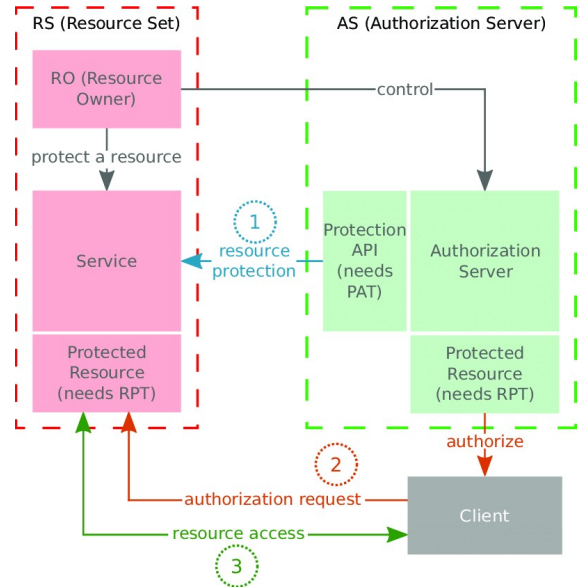 RS (Resource Set)
AS (Authorization Server)
RO (Resource
Owner)
control
protect a resource
1
Service
resource
protection
Protection
API
(needs
PAT)
Authorization
Server
Protected
Resource
(needs RPT)
Protected
Resource
(needs RPT)
authorize
2
authorization request
Client
resource access
3